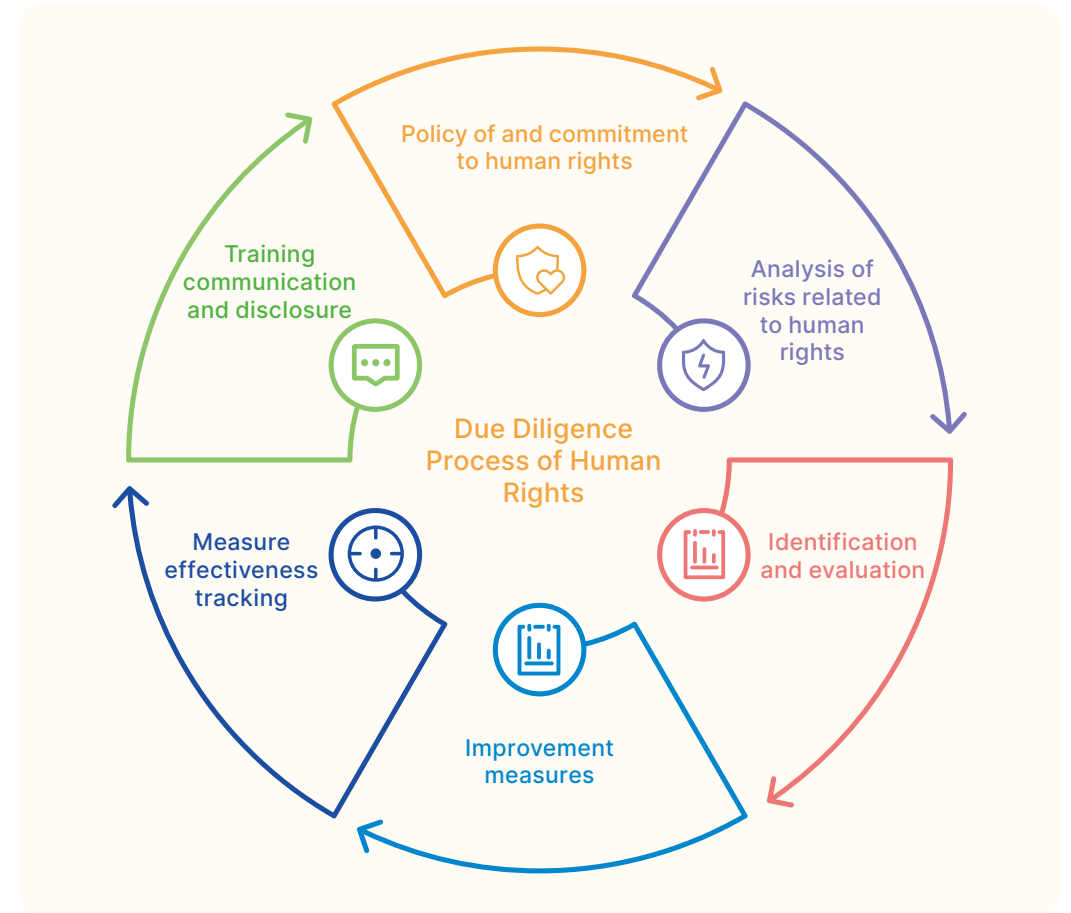 Policy of and commitment
to human rights
Analysis of
risks related
to human
rights
Identification
and evaluation
Improvement
measures
Measure
effectiveness
tracking
Training
communication
and disclosure
Due Diligence
Process of Human
Rights